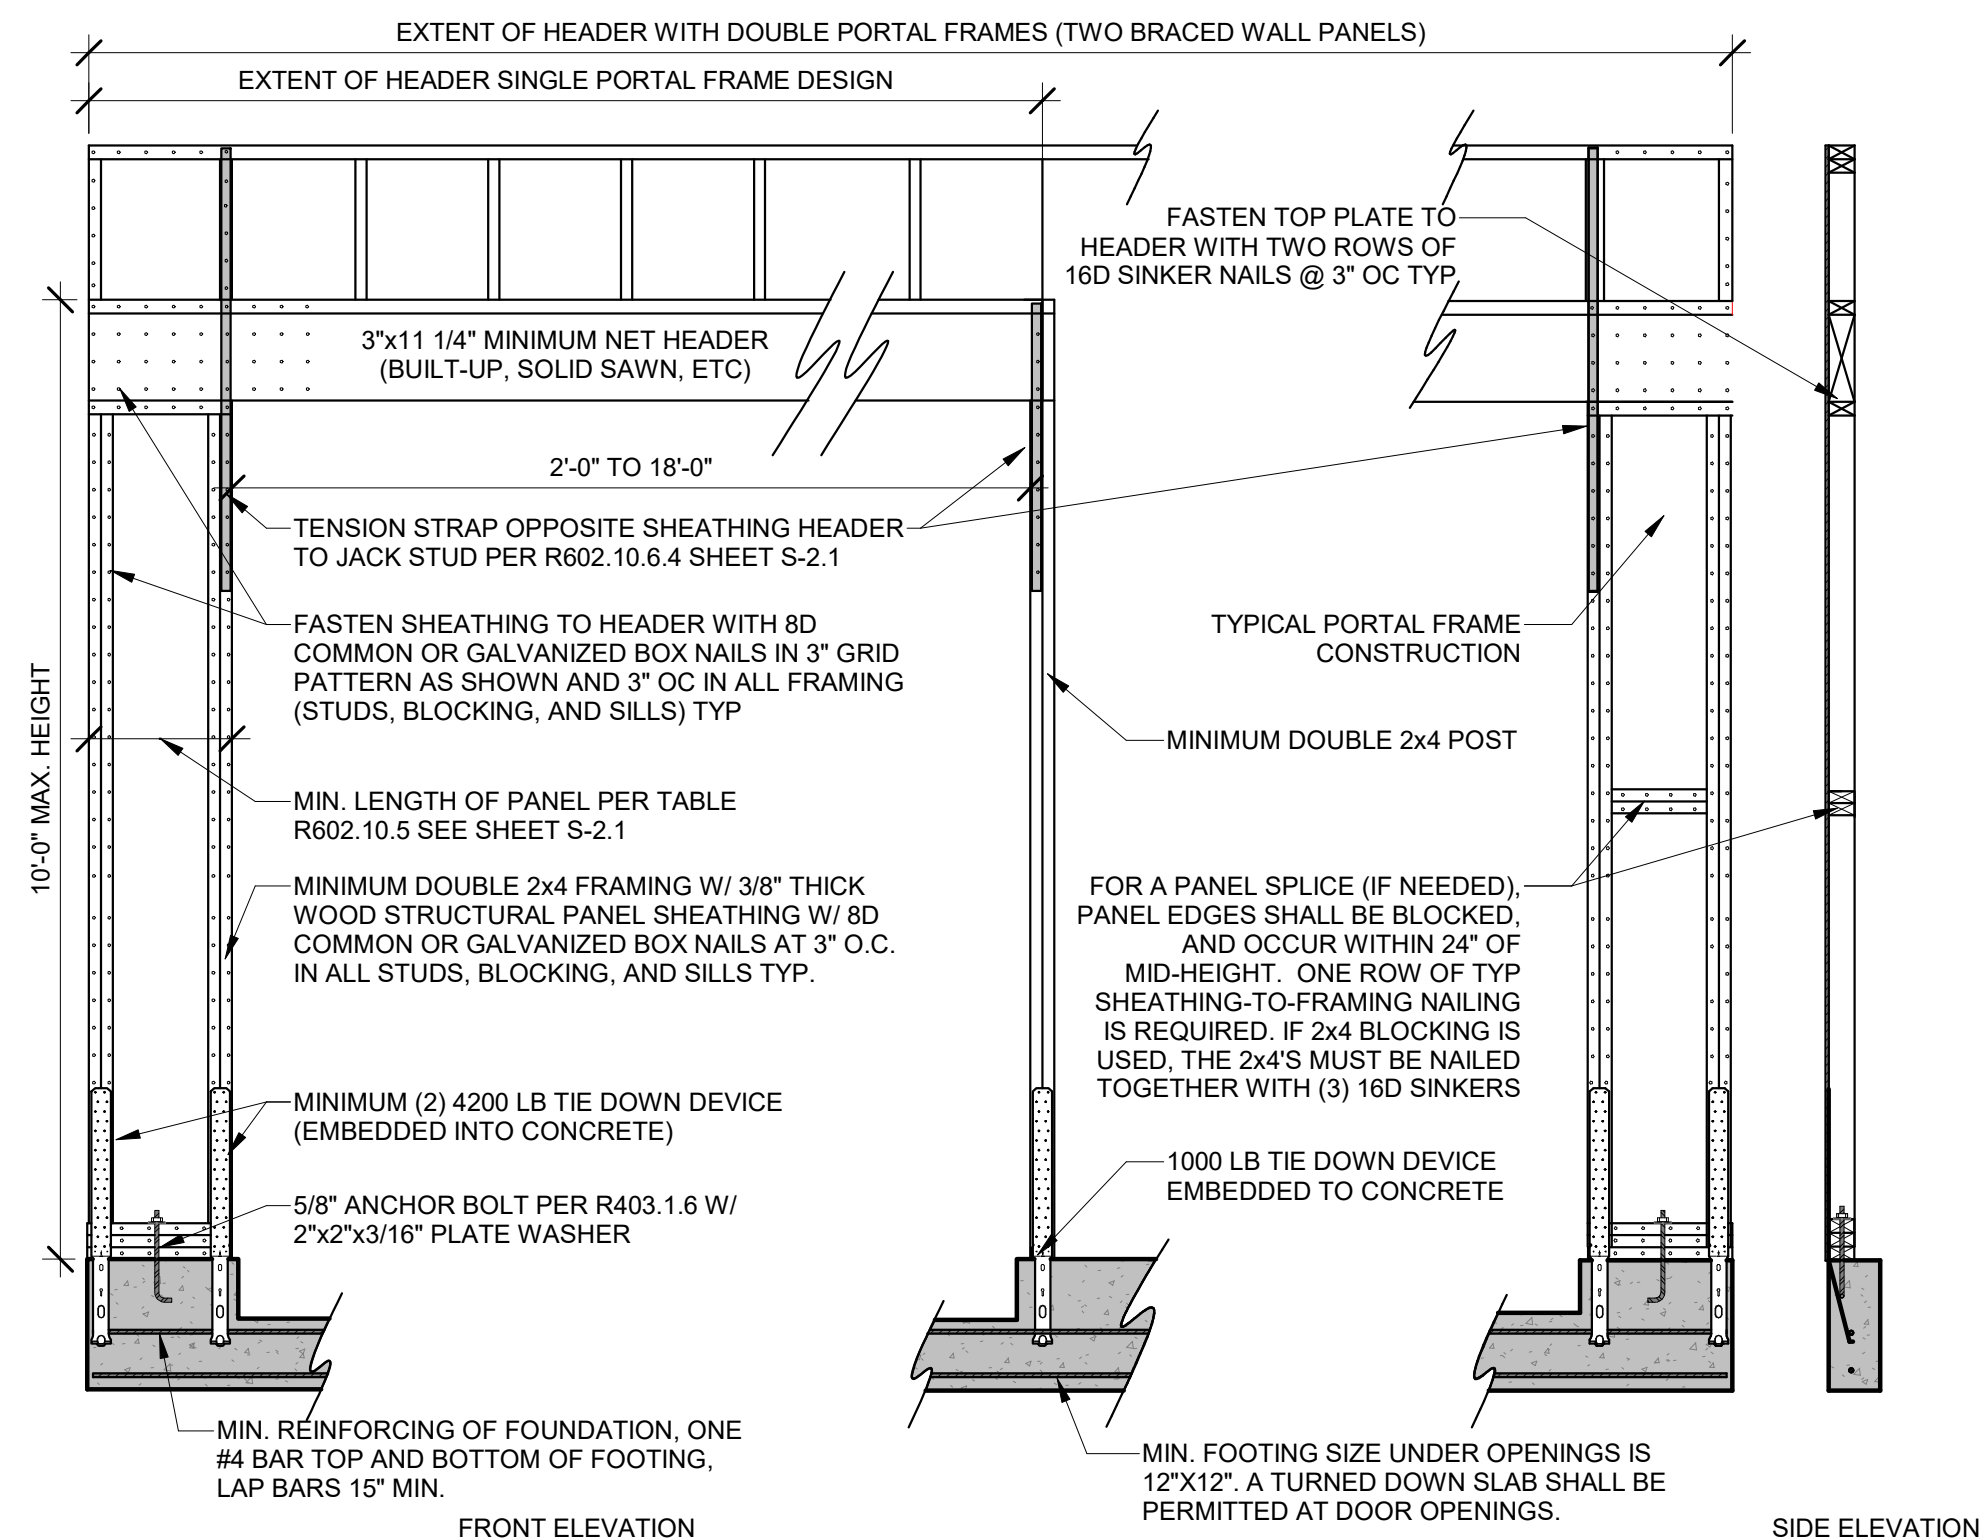 EXTENT OF HEADER WITH DOUBLE PORTAL FRAMES (TWO BRACED WALL PANELS)
EXTENT OF HEADER SINGLE PORTAL FRAME DESIGN
FASTEN TOP PLATE TO
HEADER WITH TWO ROWS OF
16D SINKER NAILS @ 3" OC TYP
3"x11 1/4" MINIMUM NET HEADER
(BUILT-UP, SOLID SAWN, ETC)
2'-0" TO 18'-0"
TENSION STRAP OPPOSITE SHEATHING HEADER
TO JACK STUD PER R602.10.6.4 SHEET S-2.1
FASTEN SHEATHING TO HEADER WITH 8D
COMMON OR GALVANIZED BOX NAILS IN 3" GRID
PATTERN AS SHOWN AND 3" OC IN ALL FRAMING
(STUDS, BLOCKING, AND SILLS) TYP
TYPICAL PORTAL FRAME
CONSTRUCTION
10'-0" MAX. HEIGHT
MINIMUM DOUBLE 2x4 POST
MIN. LENGTH OF PANEL PER TABLE
R602.10.5 SEE SHEET S-2.1
MINIMUM DOUBLE 2x4 FRAMING W/ 3/8" THICK
WOOD STRUCTURAL PANEL SHEATHING W/ 8D
COMMON OR GALVANIZED BOX NAILS AT 3" O.C.
IN ALL STUDS, BLOCKING, AND SILLS TYP.
FOR A PANEL SPLICE (IF NEEDED),
PANEL EDGES SHALL BE BLOCKED,
AND OCCUR WITHIN 24" OF
MID-HEIGHT.  ONE ROW OF TYP
SHEATHING-TO-FRAMING NAILING
IS REQUIRED. IF 2x4 BLOCKING IS
USED, THE 2x4'S MUST BE NAILED
TOGETHER WITH (3) 16D SINKERS
MINIMUM (2) 4200 LB TIE DOWN DEVICE
(EMBEDDED INTO CONCRETE)
1000 LB TIE DOWN DEVICE
EMBEDDED TO CONCRETE
5/8" ANCHOR BOLT PER R403.1.6 W/
2"x2"x3/16" PLATE WASHER
MIN. REINFORCING OF FOUNDATION, ONE
#4 BAR TOP AND BOTTOM OF FOOTING,
LAP BARS 15" MIN.
MIN. FOOTING SIZE UNDER OPENINGS IS
12"X12". A TURNED DOWN SLAB SHALL BE
PERMITTED AT DOOR OPENINGS.
FRONT ELEVATION
SIDE ELEVATION